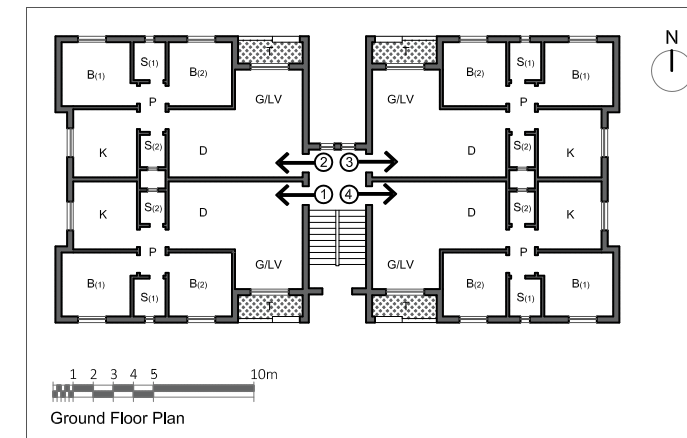 N
T T
B(1) S(1) B(2) G/LV G/LV B(2) S(1) B(1)
P P
K S(2) D 2 3 D S(2) K
K S(2) D 1 4 D S(2) K
P P
B(1) S(1) B(2) G/LV G/LV B(2) S(1) B(1)
T T
1 2 3 4 5 10m
Ground Floor Plan